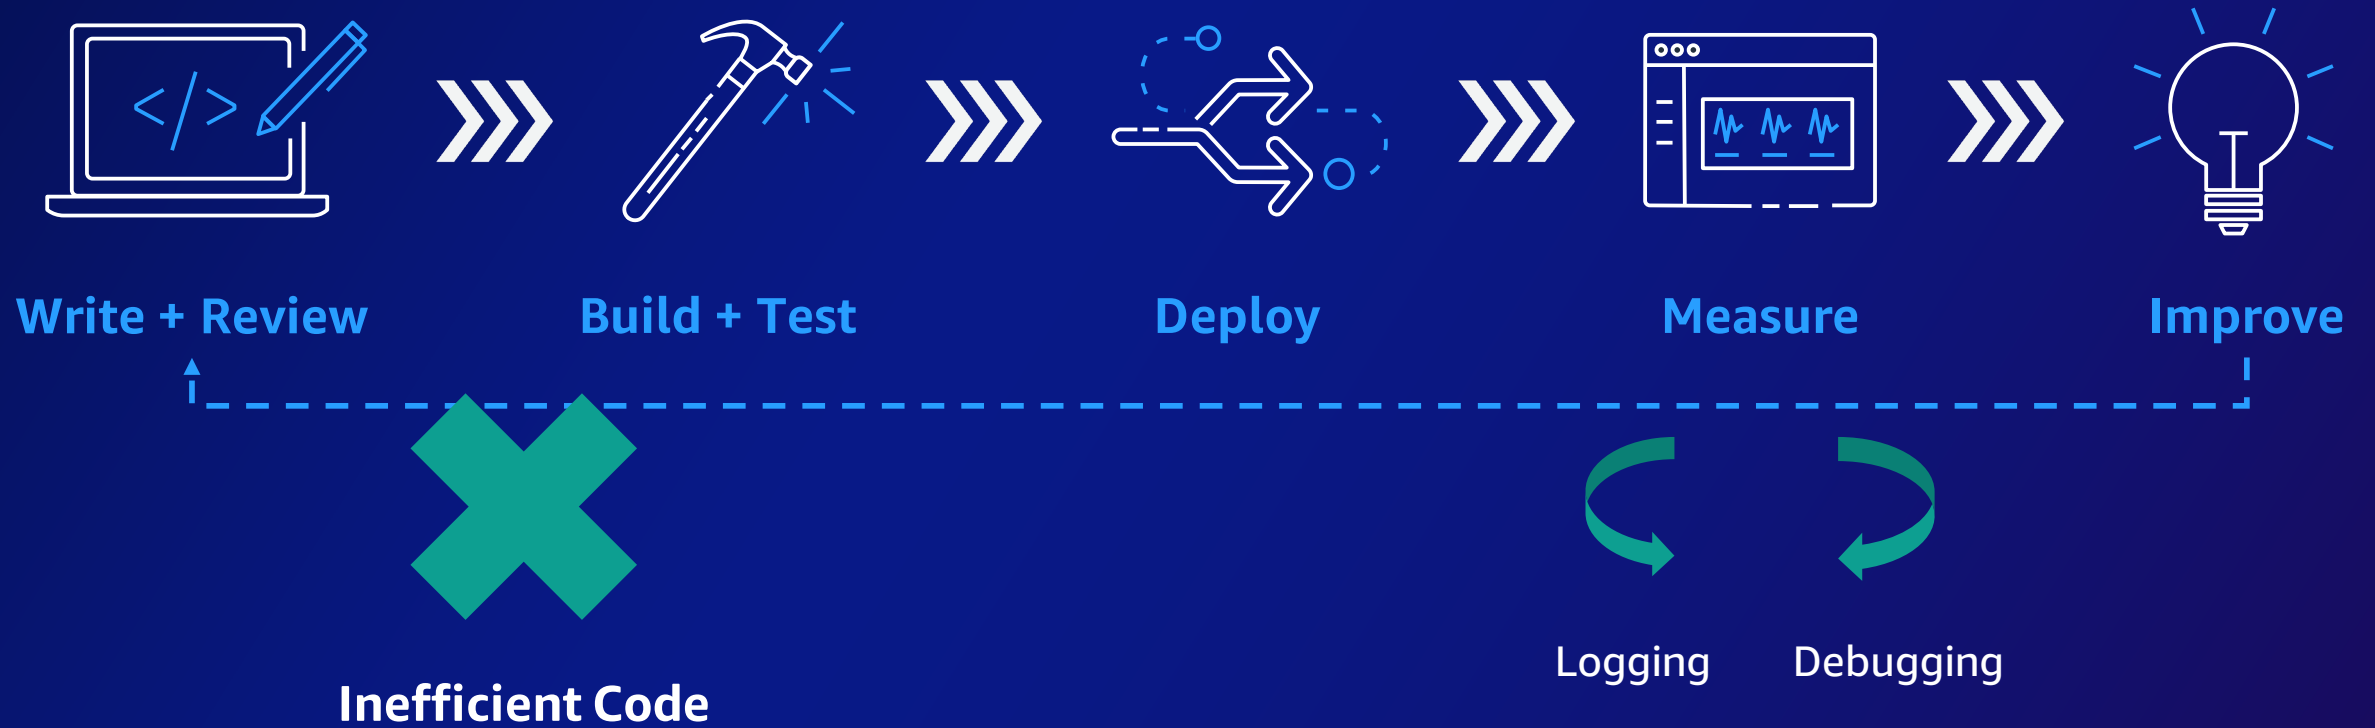 </>
Write + Review
Build + Test
Deploy
Measure
Improve
Logging
Debugging
Inefficient Code